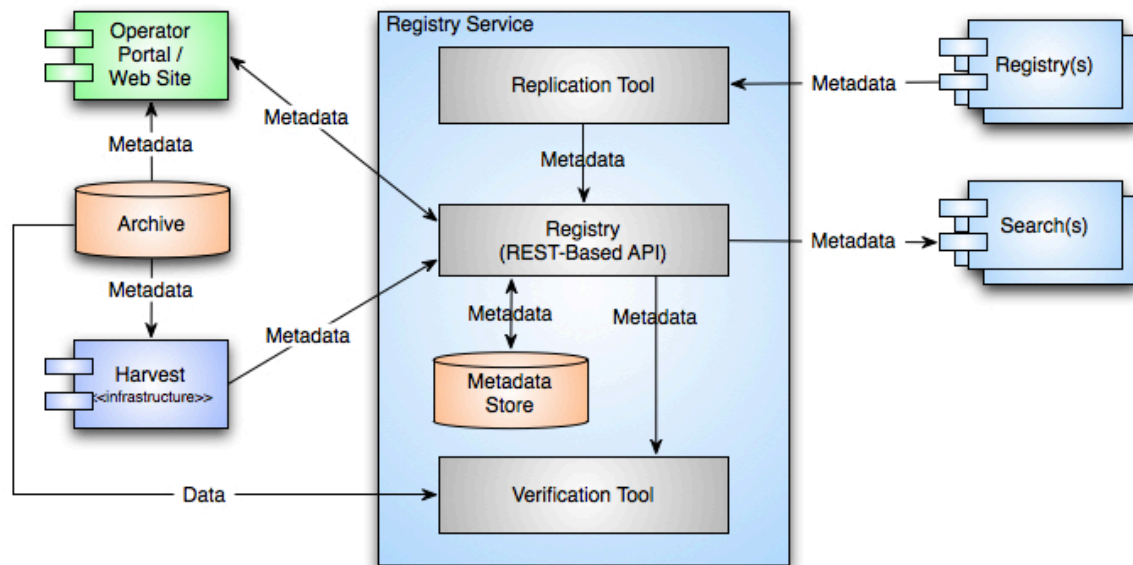 Operator
Portal /
Web Site
Registry Service
Replication Tool
Metadata
Registry(s)
Metadata
Metadata
Metadata
Archive
Registry
(REST-Based API)
Metadata
Search(s)
Metadata
Metadata
Metadata
Metadata
Harvest
<<infrastructure>>
Metadata
Store
Data
Verification Tool